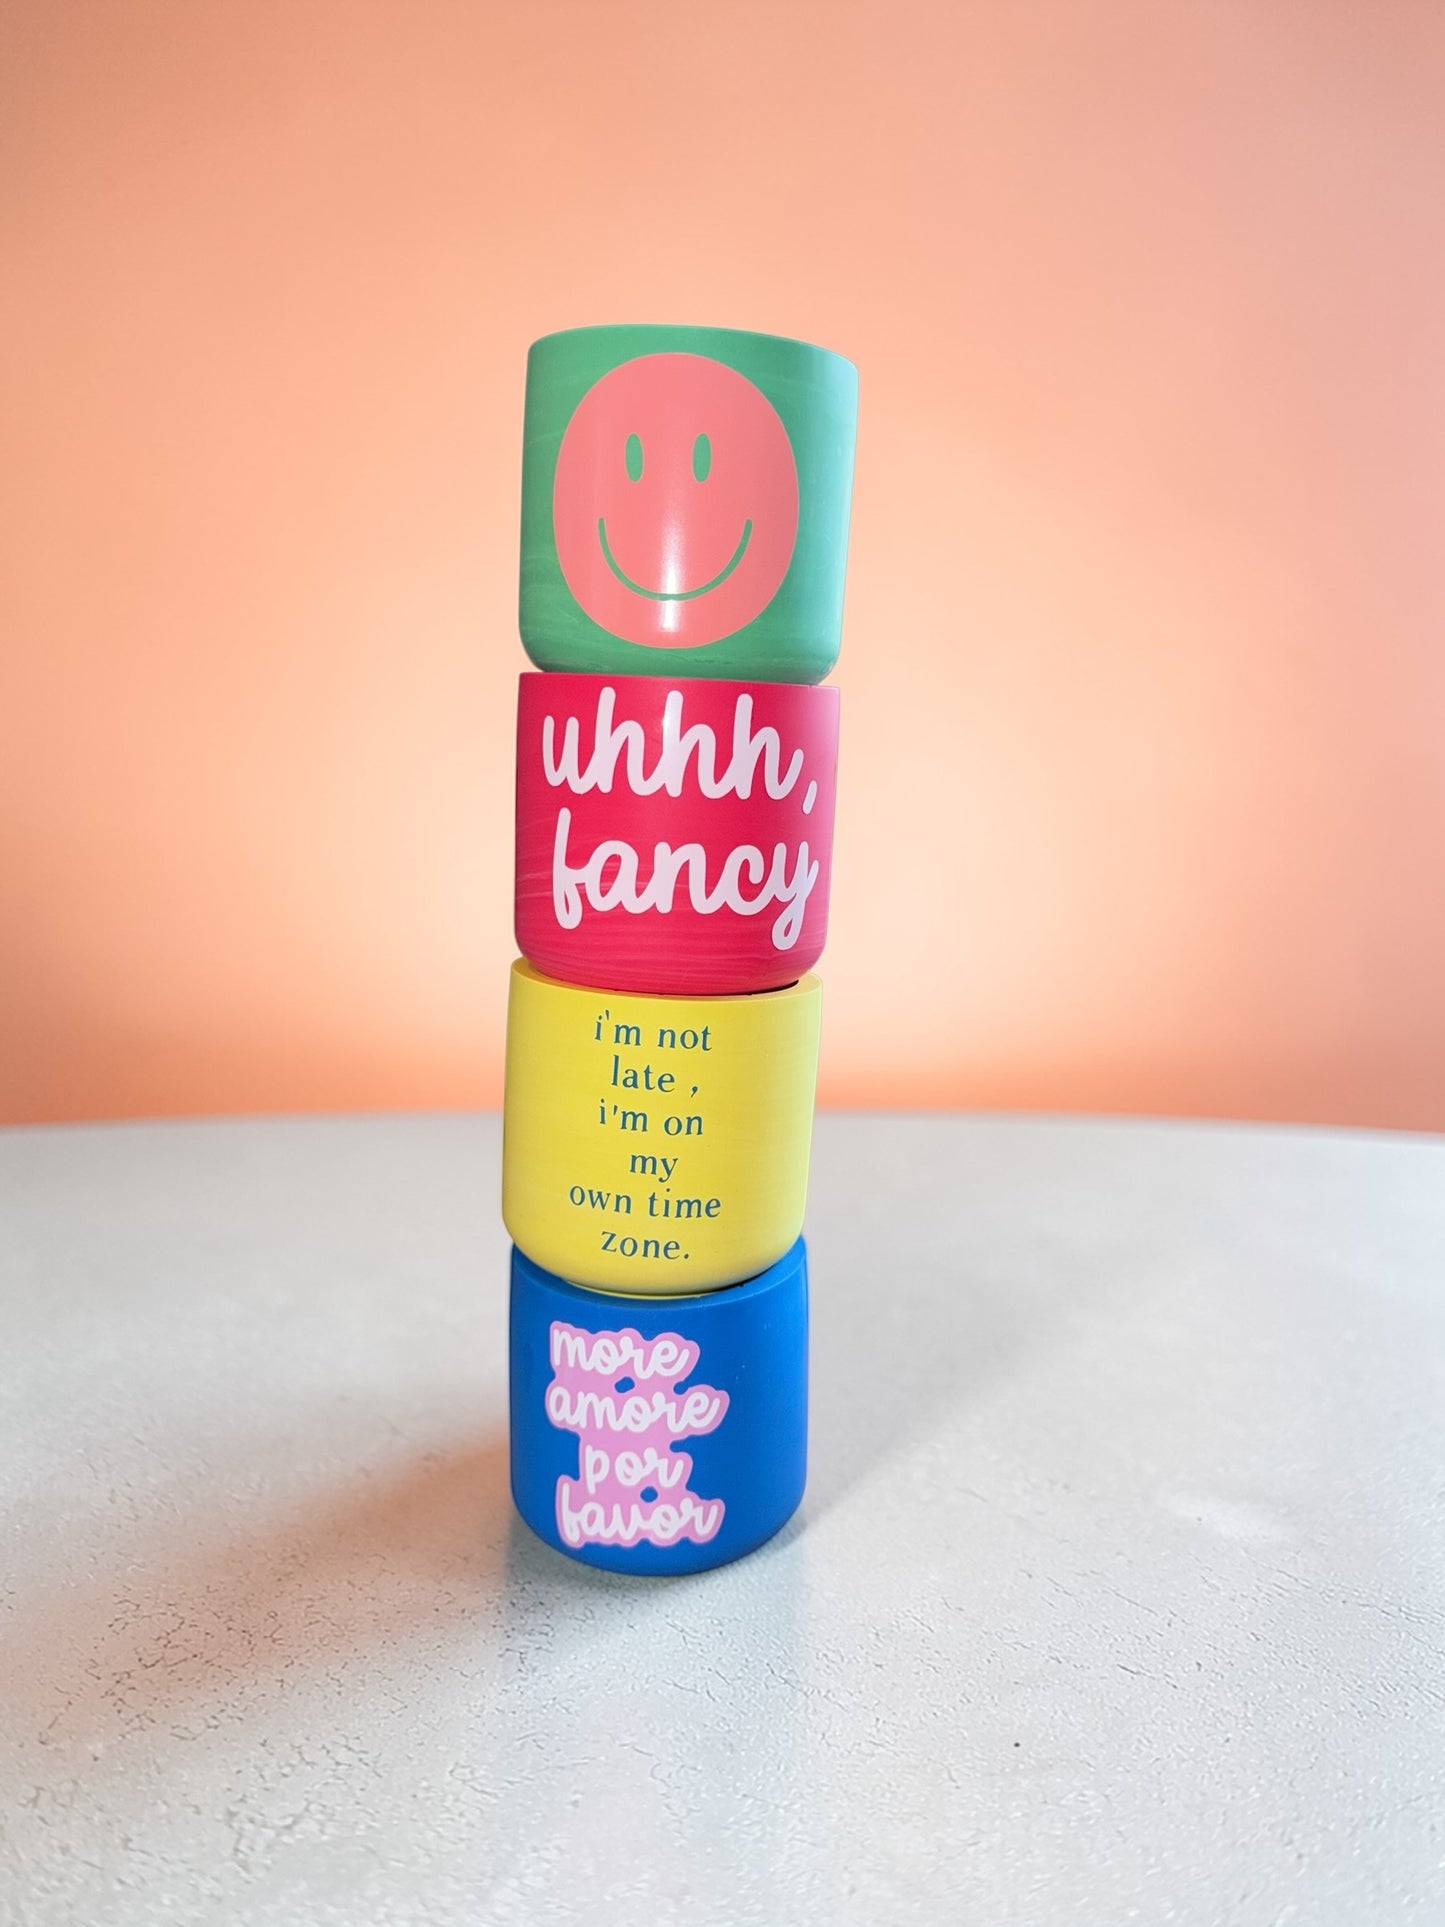 uhhh,
fancy
i'm not
late ,
i'm on
my
own time
zone.
more
amore
por
favor